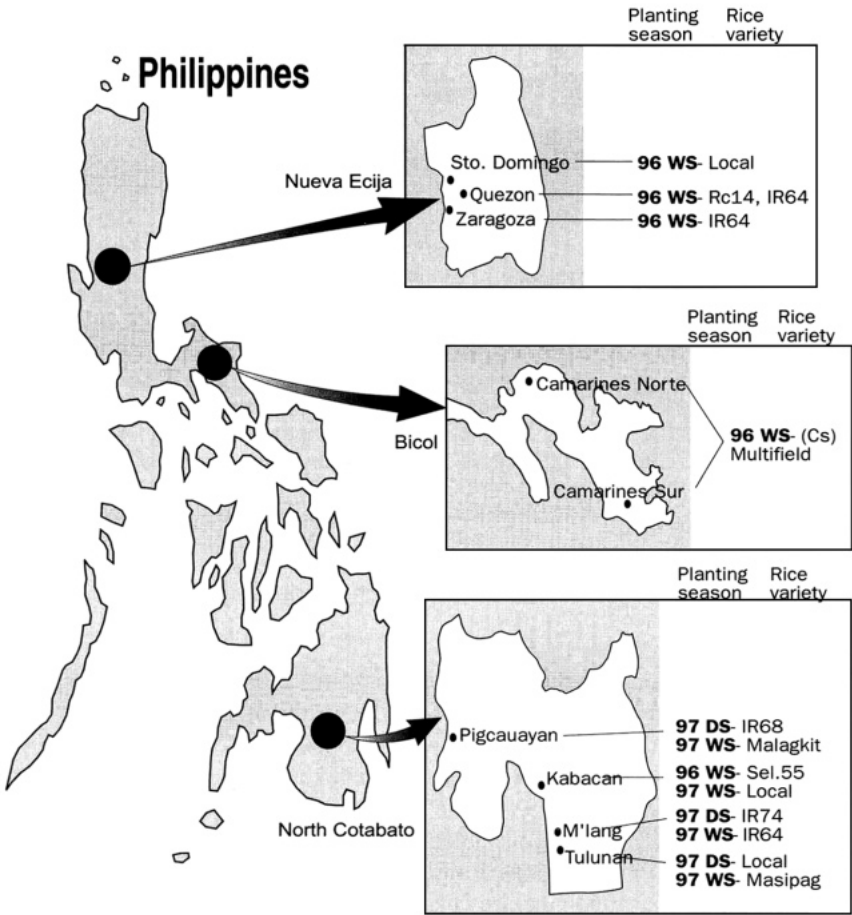 Philippines
Planting season Rice variety
Nueva Ecija
Sto. Domingo 96 WS- Local
Quezon 96 WS- Rc14, IR64
Zaragoza 96 WS- IR64
Planting season Rice variety
Bicol
Camarines Norte
96 WS- (Cs)
Multifield
Camarines Sur
Planting season Rice variety
North Cotabato
Pigcauayan 97 DS- IR68
97 WS- Malagkit
Kabacan 96 WS- Sel.55
97 WS- Local
M'lang 97 DS- IR74
97 WS- IR64
Tulunan 97 DS- Local
97 WS- Masipag